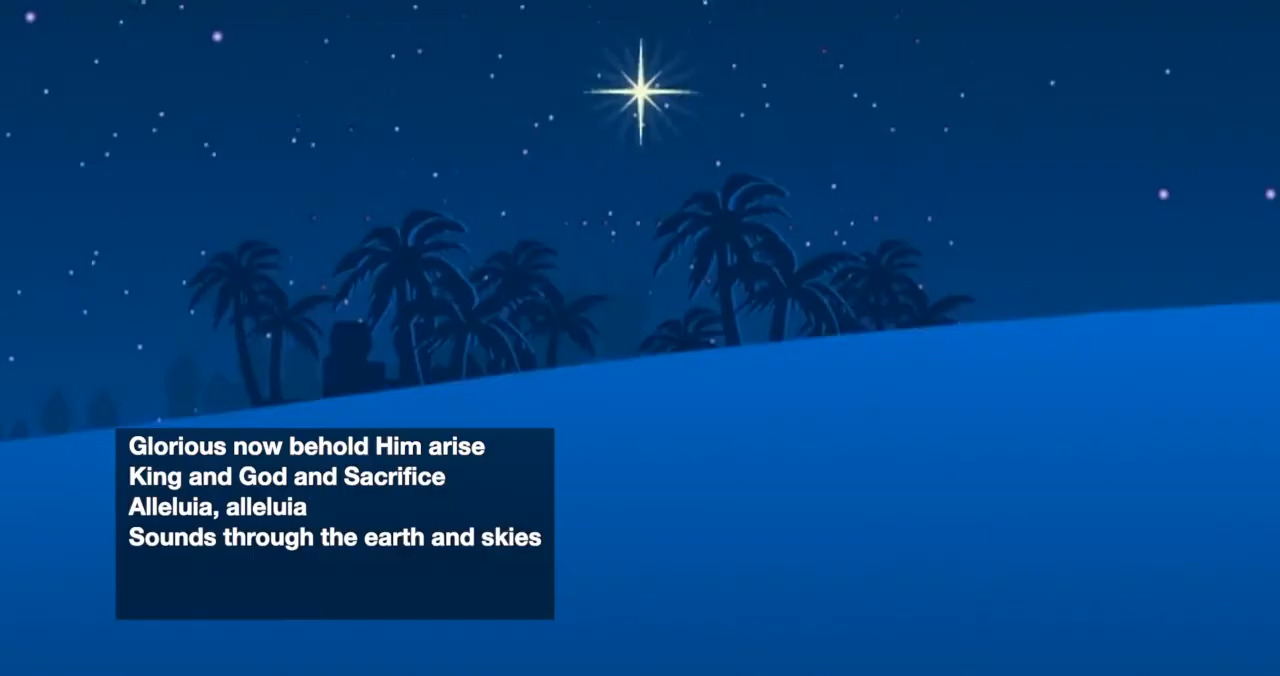 Glorious now behold Him arise
King and God and Sacrifice
Alleluia, alleluia
Sounds through the earth and skies